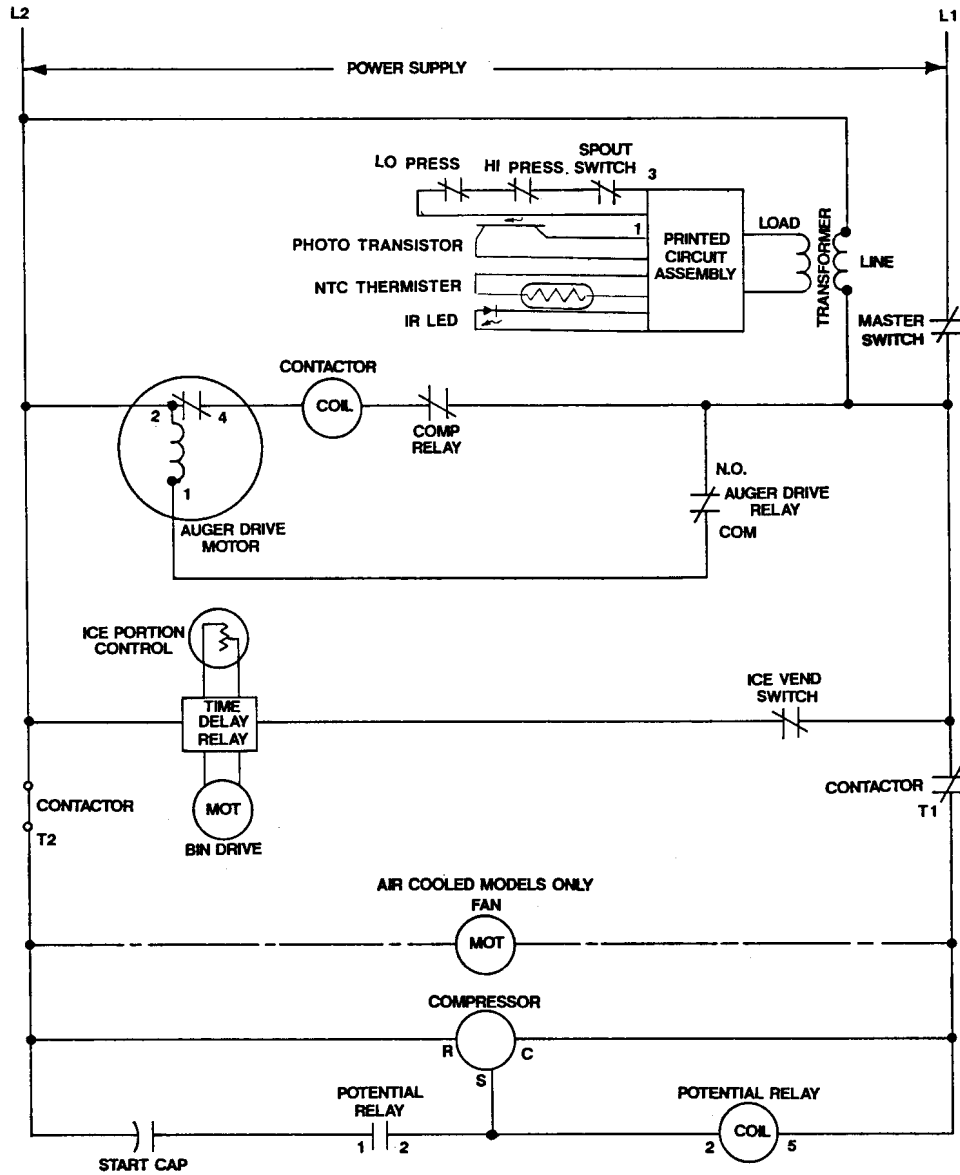 L2
L1
POWER SUPPLY
SPOUT
LO PRESS HI PRESS. SWITCH 3
LOAD
TRANSFORMER
1
PHOTO TRANSISTOR
PRINTED
CIRCUIT
ASSEMBLY
LINE
NTC THERMISTER
IR LED
MASTER
SWITCH
CONTACTOR
COIL
2
4
COMP
RELAY
1
N.O.
AUGER DRIVE
RELAY
COM
AUGER DRIVE
MOTOR
ICE PORTION
CONTROL
ICE VEND
SWITCH
TIME
DELAY
RELAY
CONTACTOR
T2
CONTACTOR
T1
MOT
BIN DRIVE
AIR COOLED MODELS ONLY
FAN
MOT
COMPRESSOR
R
C
S
POTENTIAL
RELAY
1 2
POTENTIAL RELAY
2
COIL
5
START CAP